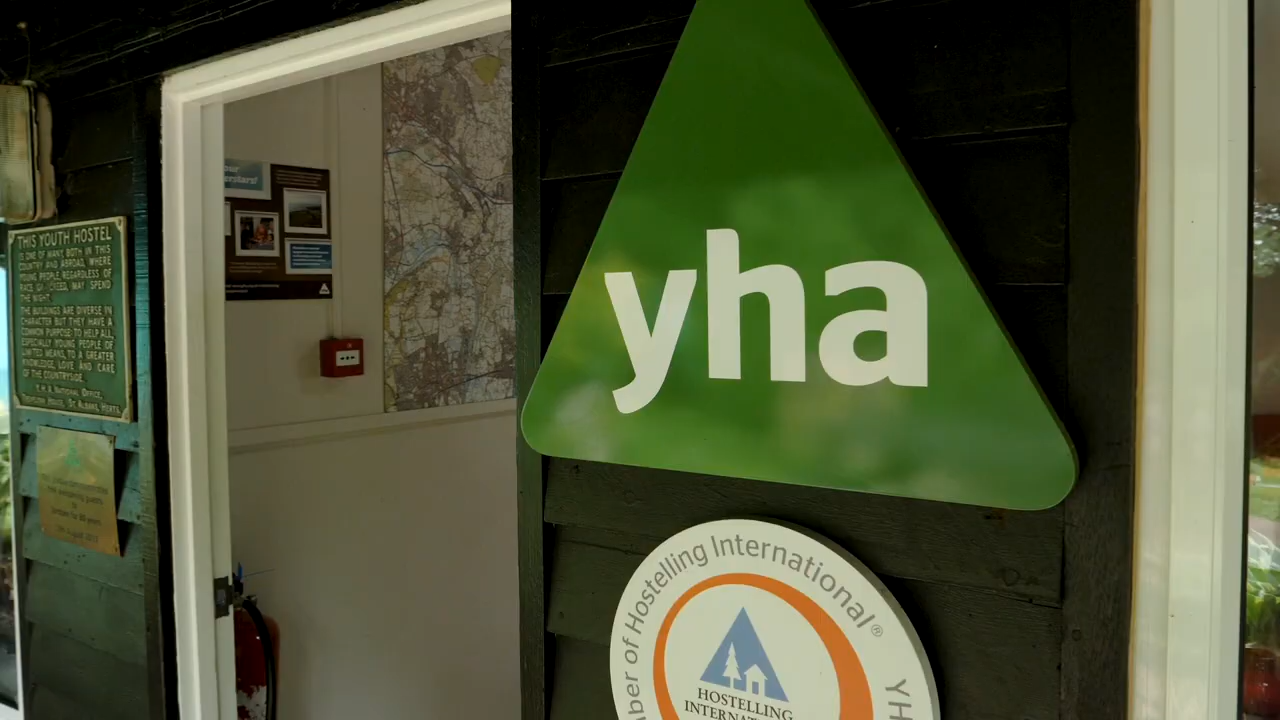 THIS YOUTH HOSTEL
IS ONE OF MANY, BOTH IN THIS
COUNTRY AND ABROAD, WHERE
YOUNG PEOPLE, REGARDLESS OF
RACE OR CREED, MAY SPEND
THE NIGHT.
THE BUILDINGS ARE DIVERSE IN
CHARACTER BUT THEY HAVE A
COMMON PURPOSE: TO HELP ALL,
ESPECIALLY YOUNG PEOPLE OF
LIMITED MEANS, TO A GREATER
KNOWLEDGE, LOVE AND CARE
OF THE COUNTRYSIDE.
Y.H.A. NATIONAL OFFICE,
TREVELYAN HOUSE, ST. ALBANS, HERTS.
yha
of Hostelling International®
YH
HOSTELLING